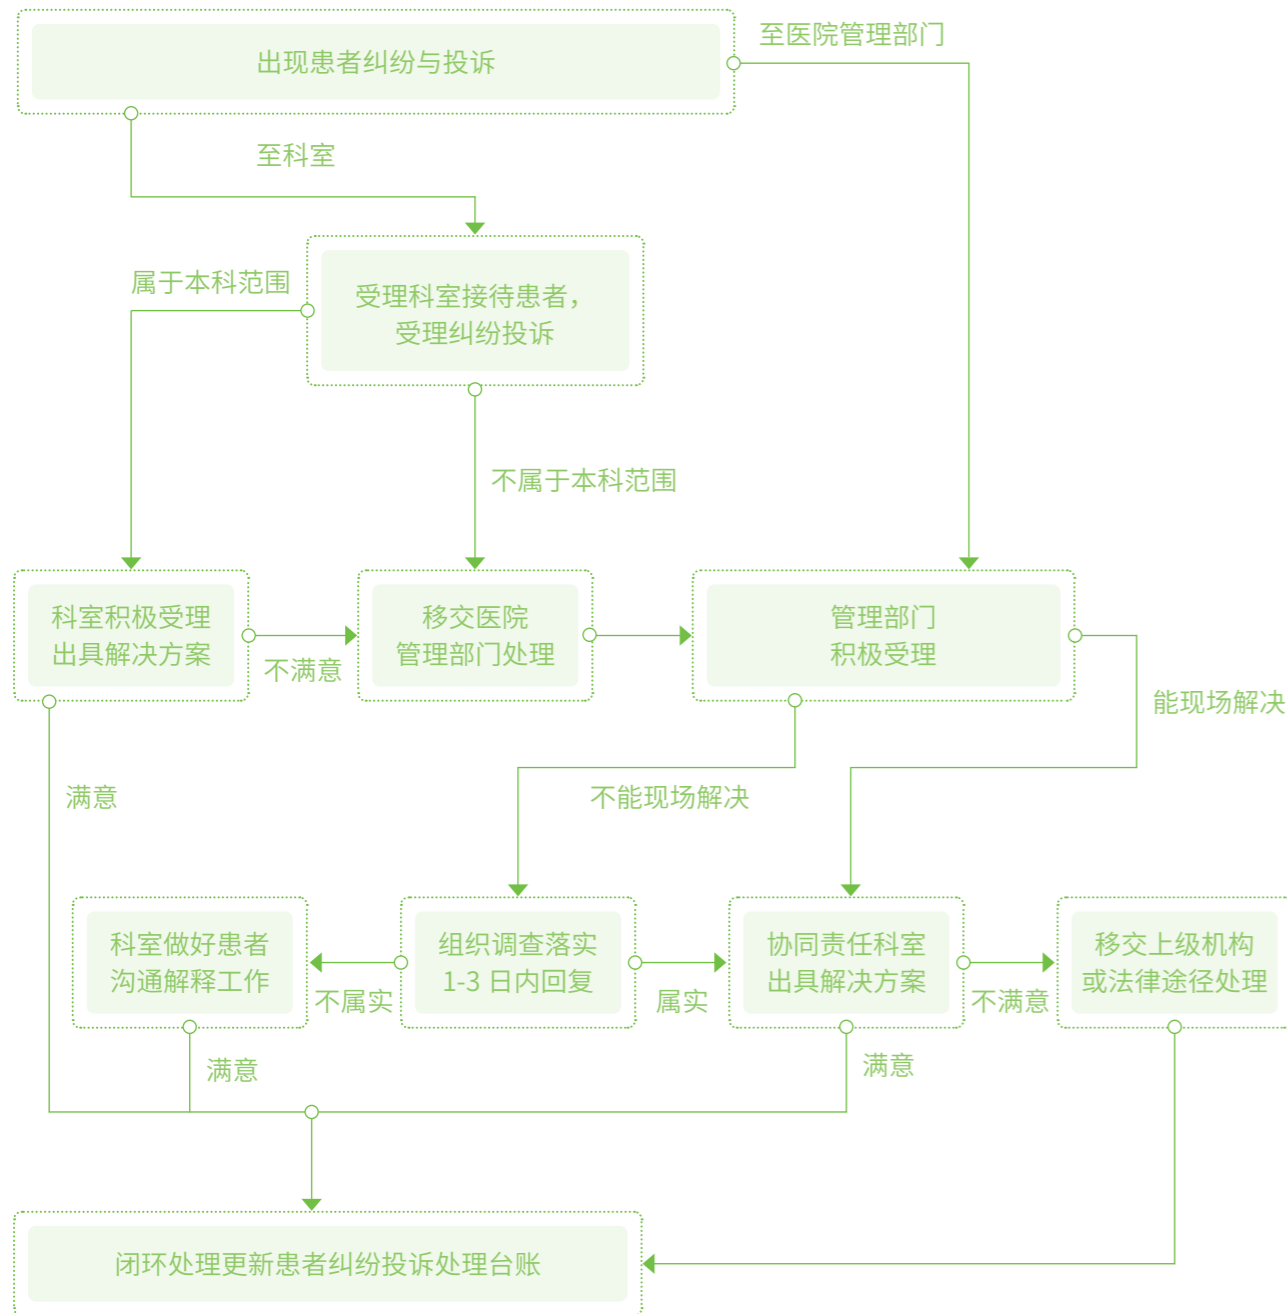 至医院管理部门
出现患者纠纷与投诉
至科室
属于本科范围
受理科室接待患者，
受理纠纷投诉
不属于本科范围
科室积极受理
出具解决方案
不满意
移交医院
管理部门处理
管理部门
积极受理
能现场解决
满意
不能现场解决
科室做好患者
沟通解释工作
不属实
组织调查落实
1-3 日内回复
属实
协同责任科室
出具解决方案
不满意
移交上级机构
或法律途径处理
满意
满意
闭环处理更新患者纠纷投诉处理台账